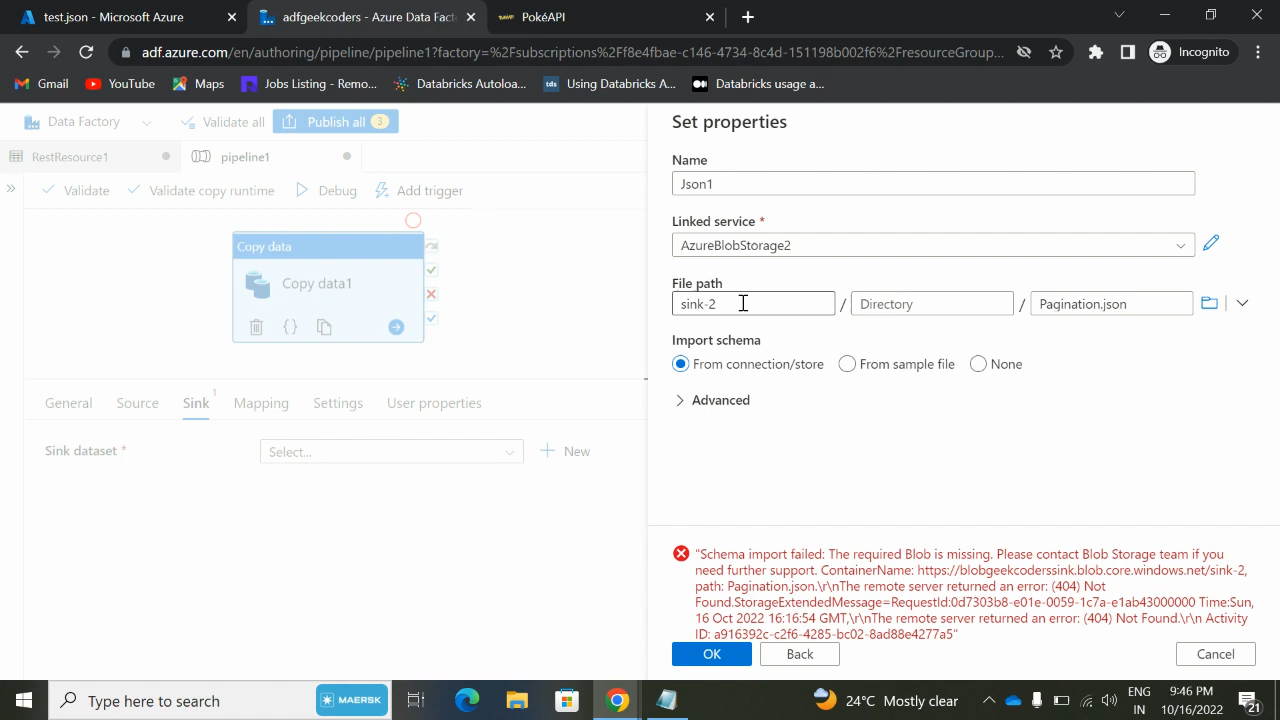 test.json - Microsoft Azure
adfgeekcoders - Azure Data Fact
PokéAPI
adf.azure.com/en/authoring/pipeline/pipeline1?factory=%2Fsubscriptions%2Ff8e4fbae-c146-4734-8c4d-151198b002f6%2FresourceGroup...
Incognito
Gmail
YouTube
Maps
Jobs Listing - Remo...
Databricks Autoloa...
tds
Using Databricks A...
Databricks usage a...
Data Factory
Validate all
Publish all 3
RestResource1
pipeline1
Validate
Validate copy runtime
Debug
Add trigger
Copy data
Copy data1
General
Source
Sink 1
Mapping
Settings
User properties
Sink dataset *
Select...
New
Set properties
Name
Json1
Linked service *
AzureBlobStorage2
File path
sink-2 / Directory / Pagination.json
Import schema
From connection/store
From sample file
None
Advanced
"Schema import failed: The required Blob is missing. Please contact Blob Storage team if you
need further support. ContainerName: https://blobgeekcoderssink.blob.core.windows.net/sink-2,
path: Pagination.json.\r\nThe remote server returned an error: (404) Not
Found.StorageExtendedMessage=RequestId:0d7303b8-e01e-0059-1c7a-e1ab43000000 Time:Sun,
16 Oct 2022 16:16:54 GMT,\r\nThe remote server returned an error: (404) Not Found.\r\n Activity
ID: a916392c-c2f6-4285-bc02-8ad88e4277a5"
OK
Back
Cancel
Type here to search
MAERSK
24°C Mostly clear
ENG
IN
9:46 PM
10/16/2022
21